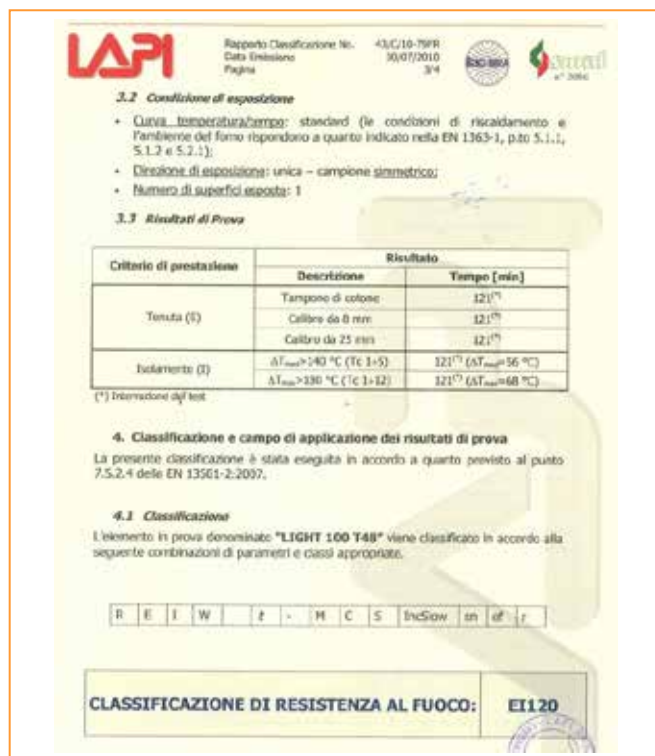 LAPI
Rapporto Classificazione No. 43/C/10-79FR
Data Emissione 30/07/2010
Pagina 3/4
3.2 Condizione di esposizione
• Curva temperatura/tempo: standard (le condizioni di riscaldamento e
l'ambiente del forno rispondono a quanto indicato nella EN 1363-1, p.to 5.1.1,
5.1.2 e 5.2.1);
• Direzione di esposizione: unica – campione simmetrico;
• Numero di superfici esposte: 1
3.3 Risultati di Prova
Criterio di prestazione Risultato
Descrizione Tempo [min]
Tenuta (E) Tampone di cotone 121(*)
Calibro da 6 mm 121(*)
Calibro da 25 mm 121(*)
Isolamento (I) ΔTmed>140 °C (Tc 1÷5) 121(*) (ΔTmed=56 °C)
ΔTmax>180 °C (Tc 1÷12) 121(*) (ΔTmax=68 °C)
(*) Interruzione del test
4. Classificazione e campo di applicazione dei risultati di prova
La presente classificazione è stata eseguita in accordo a quanto previsto al punto
7.5.2.4 delle EN 13501-2:2007.
4.1 Classificazione
L'elemento in prova denominato "LIGHT 100 T48" viene classificato in accordo alla
seguente combinazioni di parametri e classi appropriate.
R E I W t - M C S IncSlow sn ef r
CLASSIFICAZIONE DI RESISTENZA AL FUOCO: EI120